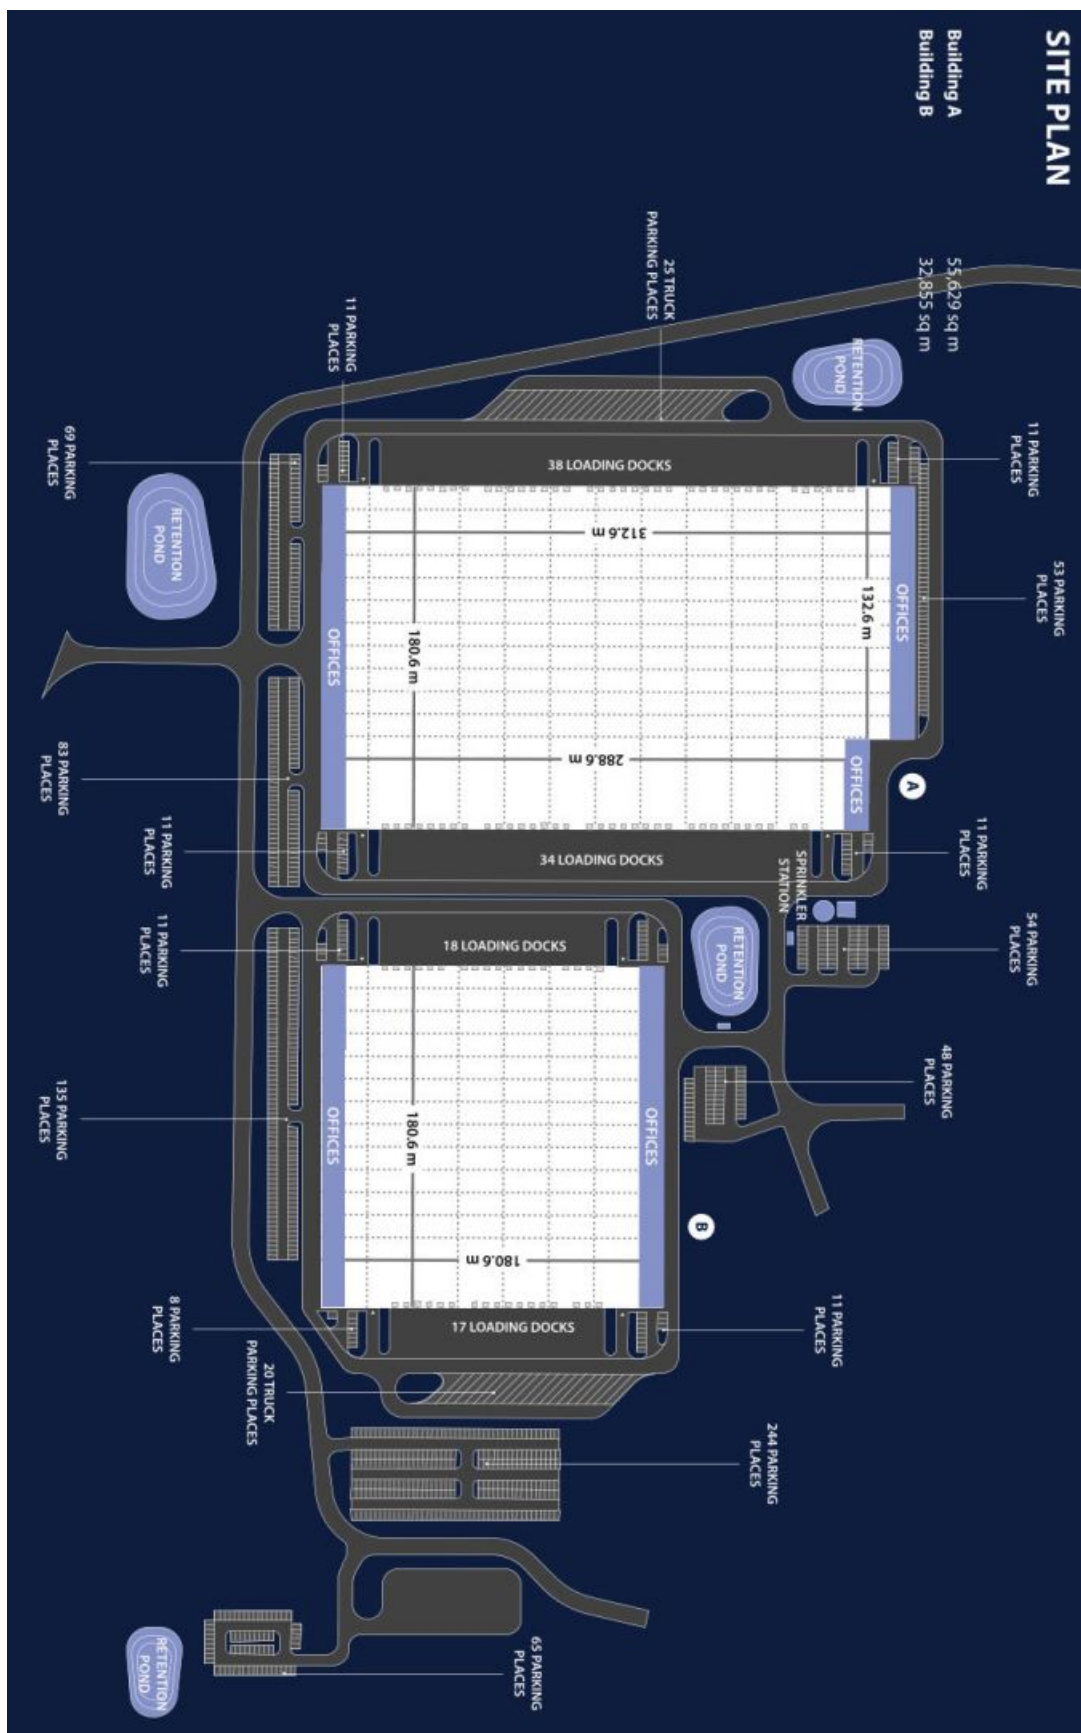 SITE PLAN
Building A 55,629 sq m
Building B 32,855 sq m
RETENTION
POND
25 TRUCK
PARKING PLACES
11 PARKING
PLACES
69 PARKING
PLACES
RETENTION
POND
11 PARKING
PLACES
53 PARKING
PLACES
38 LOADING DOCKS
312.6 m
132.6 m
OFFICES
OFFICES
180.6 m
288.6 m
OFFICES
A
34 LOADING DOCKS
83 PARKING
PLACES
11 PARKING
PLACES
11 PARKING
PLACES
SPRINKLER
STATION
54 PARKING
PLACES
11 PARKING
PLACES
18 LOADING DOCKS
RETENTION
POND
48 PARKING
PLACES
OFFICES
OFFICES
180.6 m
180.6 m
B
135 PARKING
PLACES
17 LOADING DOCKS
8 PARKING
PLACES
11 PARKING
PLACES
20 TRUCK
PARKING PLACES
244 PARKING
PLACES
65 PARKING
PLACES
RETENTION
POND